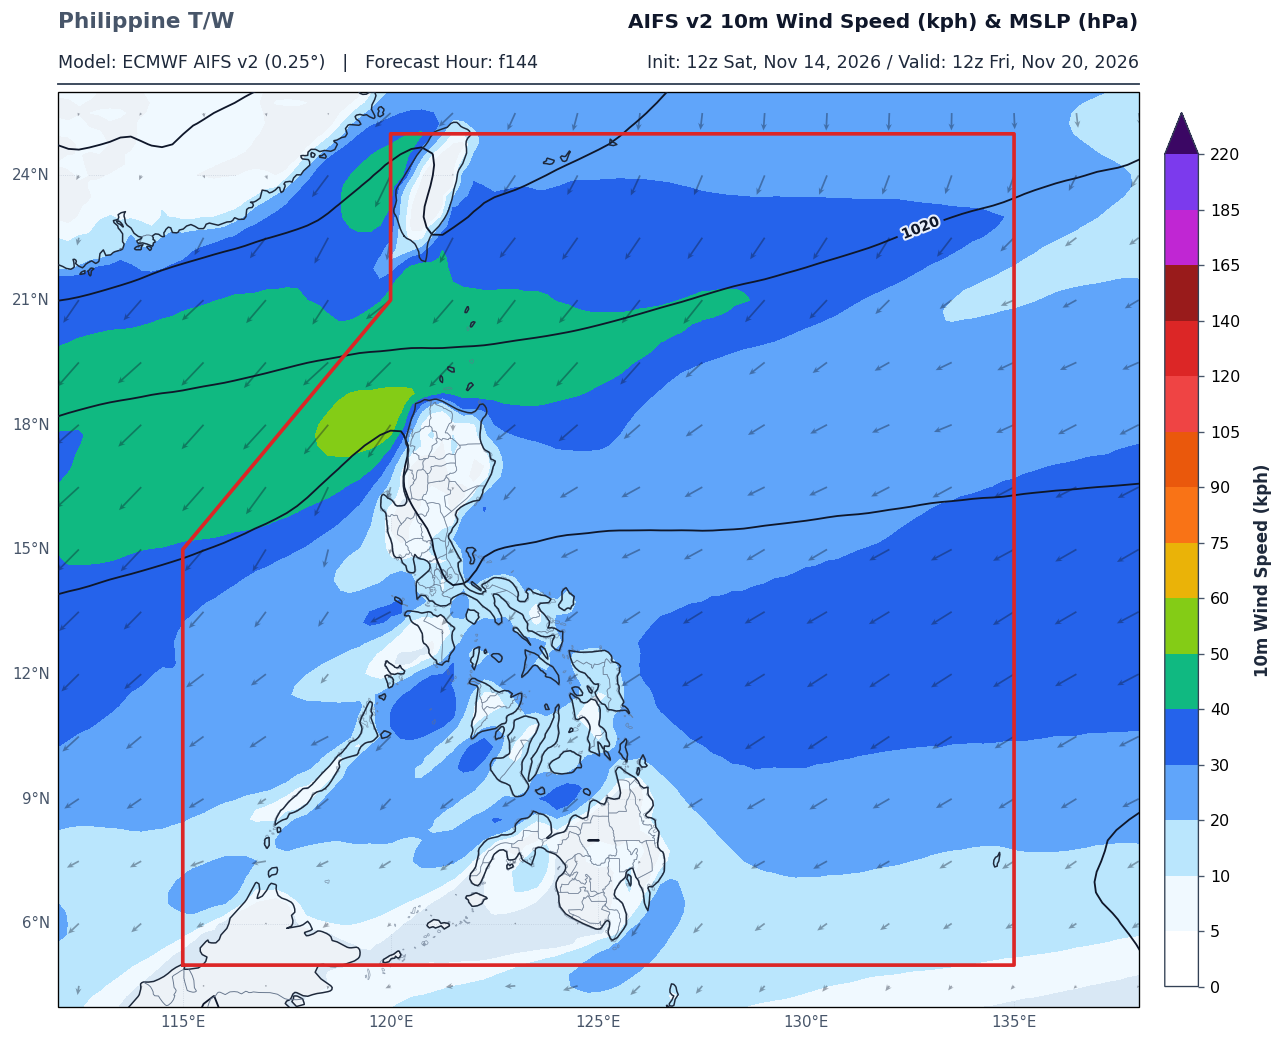 Philippine T/W
AIFS v2 10m Wind Speed (kph) & MSLP (hPa)
Model: ECMWF AIFS v2 (0.25°) | Forecast Hour: f144
Init: 12z Sat, Nov 14, 2026 / Valid: 12z Fri, Nov 20, 2026
24°N
21°N
18°N
15°N
12°N
9°N
6°N
1020
115°E
120°E
125°E
130°E
135°E
220
185
165
140
120
105
90
75
60
50
40
30
20
10
5
0
10m Wind Speed (kph)